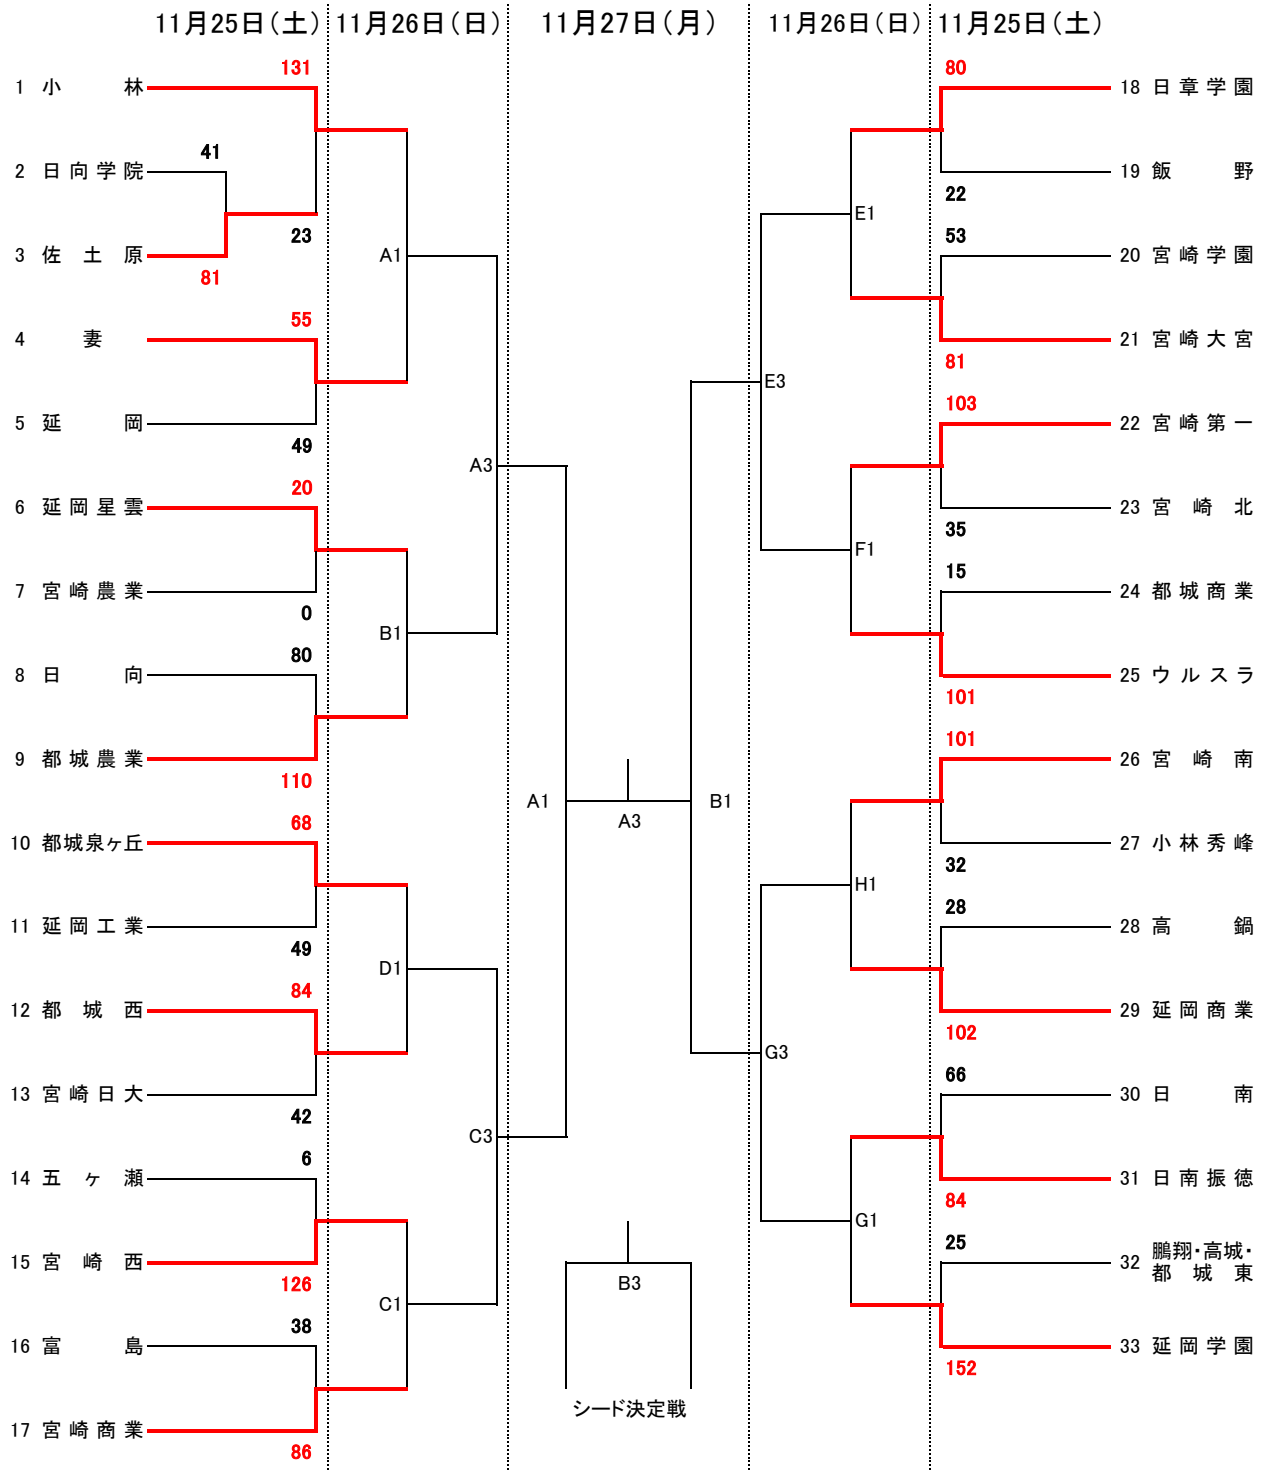 11月25日(土) 11月26日(日) 11月27日(月) 11月26日(日) 11月25日(土)
131
1 小林
41
2 日向学院
23
3 佐土原
81
A1
55
4 妻
5 延岡
49
A3
20
6 延岡星雲
7 宮崎農業
0
B1
80
8 日向
9 都城農業
110
A1
68
10 都城泉ヶ丘
11 延岡工業
49
D1
84
12 都城西
13 宮崎日大
42
C3
6
14 五ヶ瀬
15 宮崎西
126
C1
38
16 富島
17 宮崎商業
86
A3
B3
シード決定戦
80
18 日章学園
19 飯野
22
E1
53
20 宮崎学園
21 宮崎大宮
81
E3
103
22 宮崎第一
23 宮崎北
35
F1
15
24 都城商業
25 ウルスラ
101
B1
101
26 宮崎南
27 小林秀峰
32
H1
28
28 高鍋
29 延岡商業
102
G3
66
30 日南
31 日南振徳
84
G1
25
32 鵬翔・高城・
都城東
33 延岡学園
152